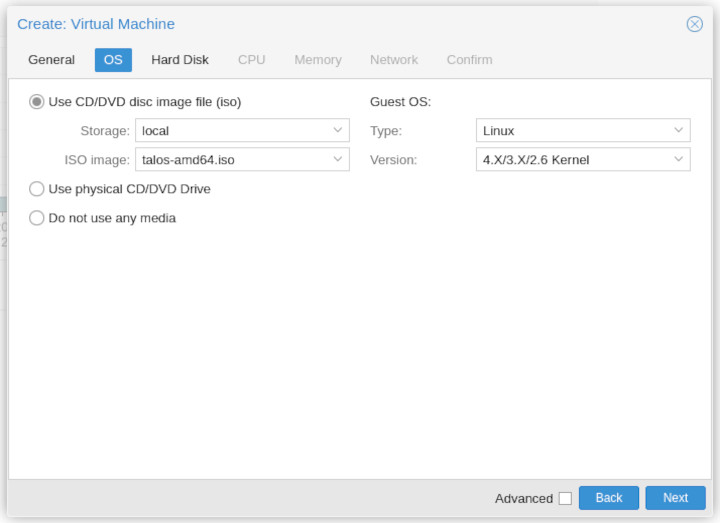 Create: Virtual Machine
General OS Hard Disk CPU Memory Network Confirm
Use CD/DVD disc image file (iso) Guest OS:
Storage: local Type: Linux
ISO image: talos-amd64.iso Version: 4.X/3.X/2.6 Kernel
Use physical CD/DVD Drive
Do not use any media
Advanced Back Next